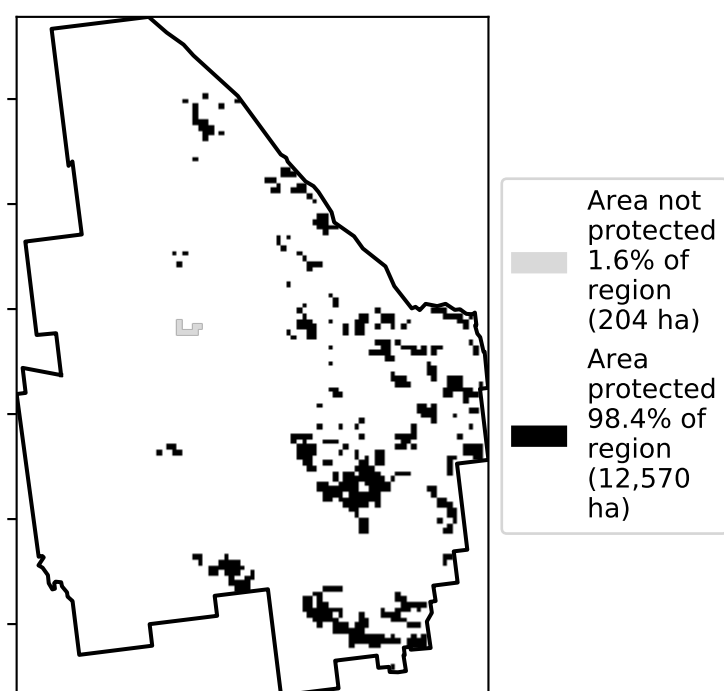 Area not
protected
1.6% of
region
(204 ha)
Area
protected
98.4% of
region
(12,570
ha)